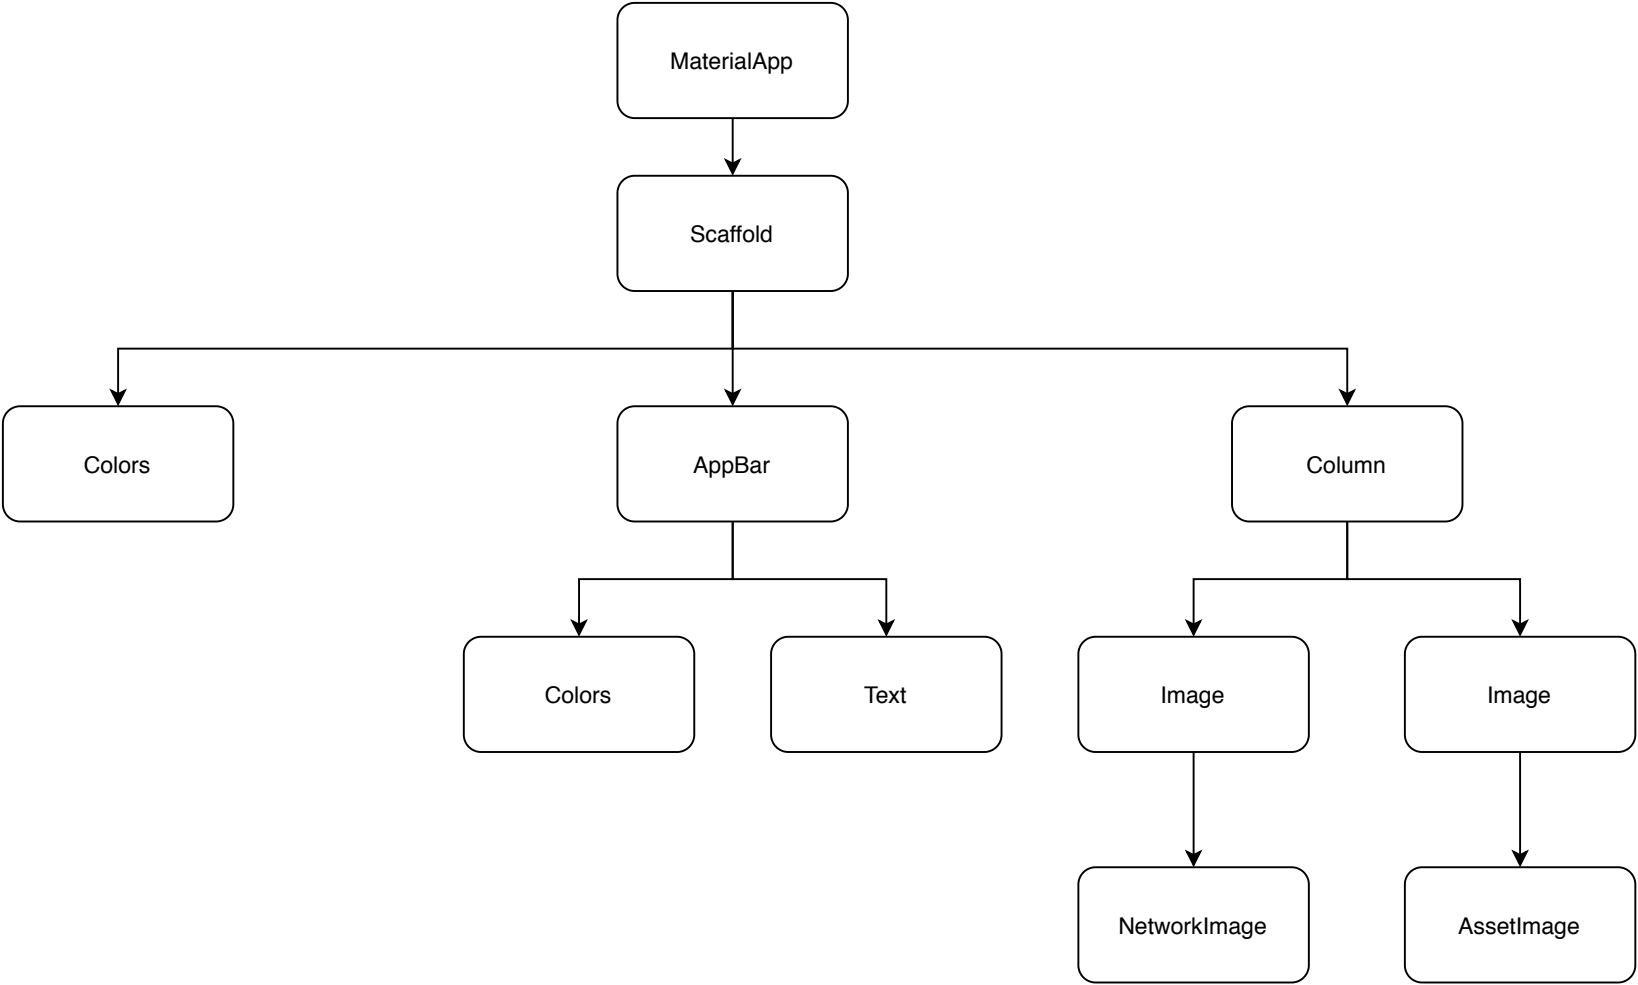 MaterialApp
Scaffold
Colors
AppBar
Column
Colors
Text
Image
Image
NetworkImage
AssetImage